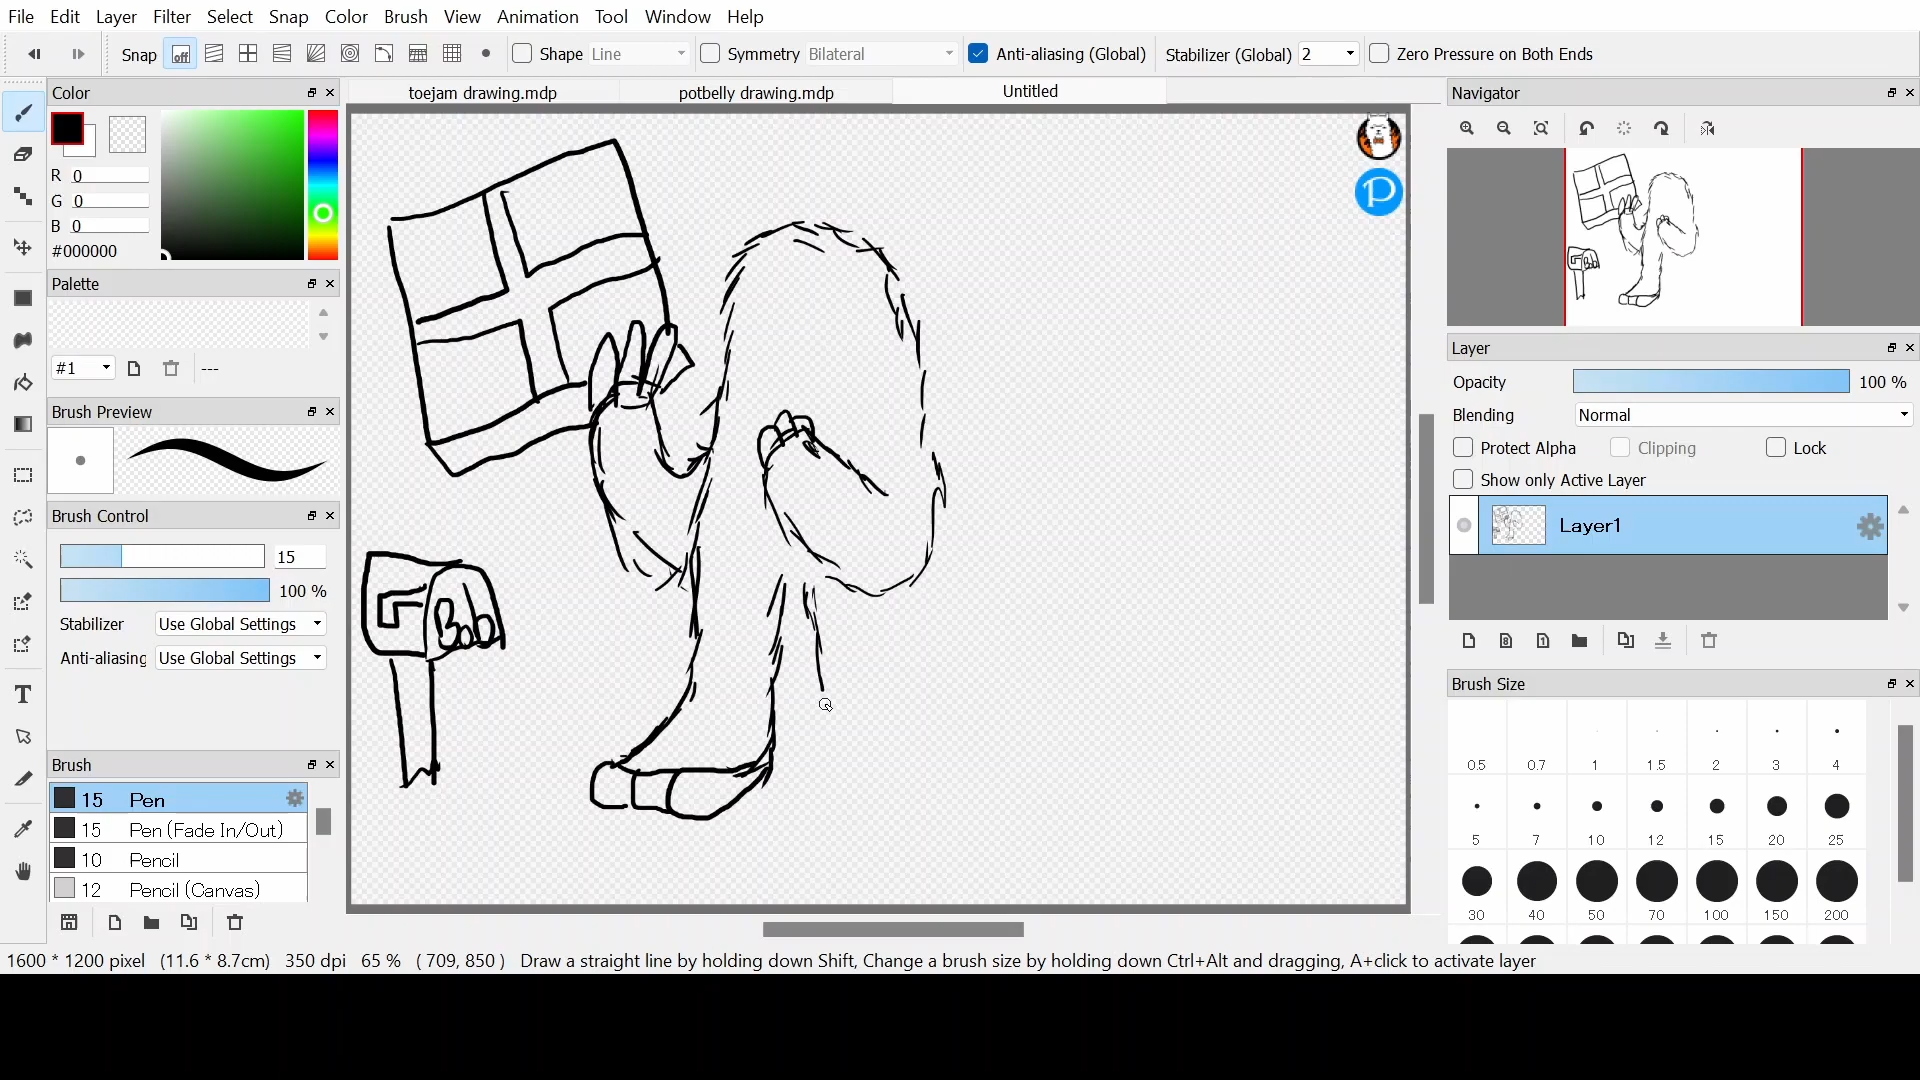 File Edit Layer Filter Select Snap Color Brush View Animation Tool Window Help
Snap off Shape Line Symmetry Bilateral Anti-aliasing (Global) Stabilizer (Global) 2 Zero Pressure on Both Ends
Color
toejam drawing.mdp potbelly drawing.mdp Untitled
Navigator
R 0
G 0
B 0
#000000
Palette
#1 ---
Brush Preview
Brush Control
15
100 %
Stabilizer Use Global Settings
Anti-aliasing Use Global Settings
Brush
15 Pen
15 Pen (Fade In/Out)
10 Pencil
12 Pencil (Canvas)
P
Bob
Bob
Layer
Opacity 100 %
Blending Normal
Protect Alpha Clipping Lock
Show only Active Layer
Layer1
8 1
Brush Size
0.5 0.7 1 1.5 2 3 4
5 7 10 12 15 20 25
30 40 50 70 100 150 200
T
1600 * 1200 pixel (11.6 * 8.7cm) 350 dpi 65 % ( 709, 850 ) Draw a straight line by holding down Shift, Change a brush size by holding down Ctrl+Alt and dragging, A+click to activate layer